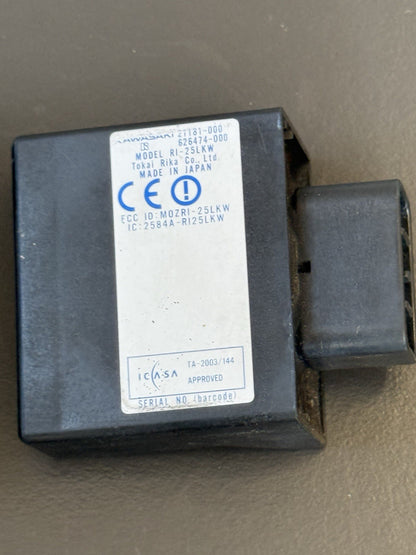 KAWASAKI 21181-000
R 626474-000
MODEL RI-25LKW
Tokai Rika Co., Ltd.
MADE IN JAPAN
CE
FCC ID:MOZRI-25LKW
IC:2584A-RI25LKW
ICASA
TA-2003/144
APPROVED
SERIAL NO.(barcode)